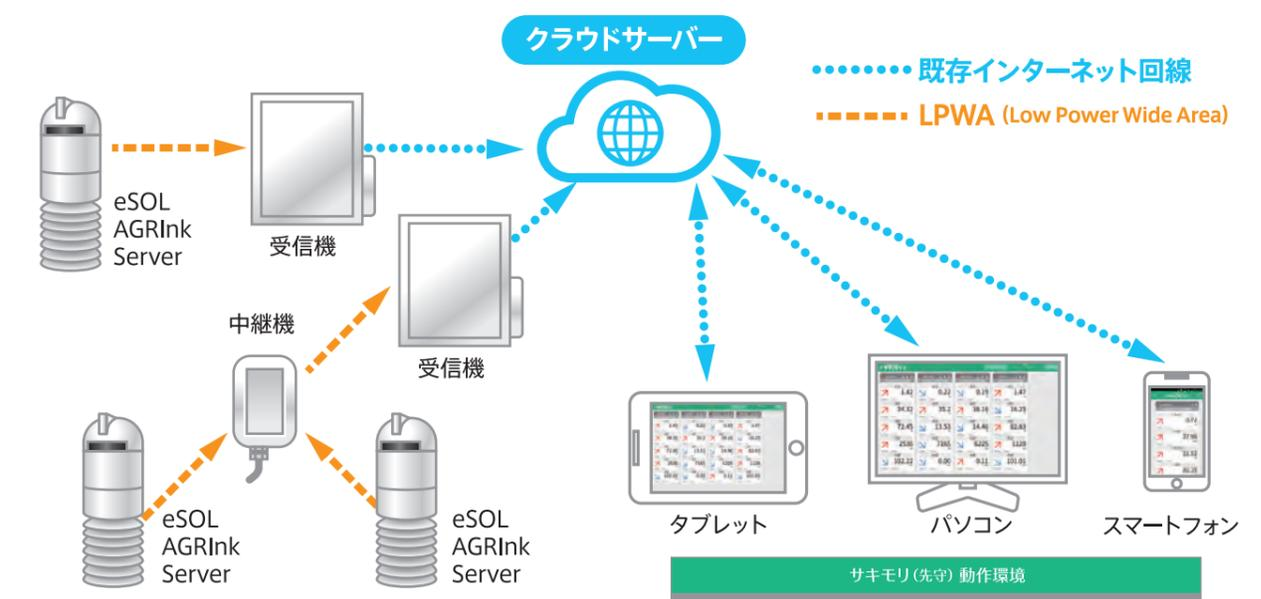 クラウドサーバー
既存インターネット回線
LPWA (Low Power Wide Area)
eSOL
AGRInk
Server
受信機
受信機
中継機
eSOL
AGRInk
Server
eSOL
AGRInk
Server
タブレット
パソコン
スマートフォン
サキモリ(先守)動作環境